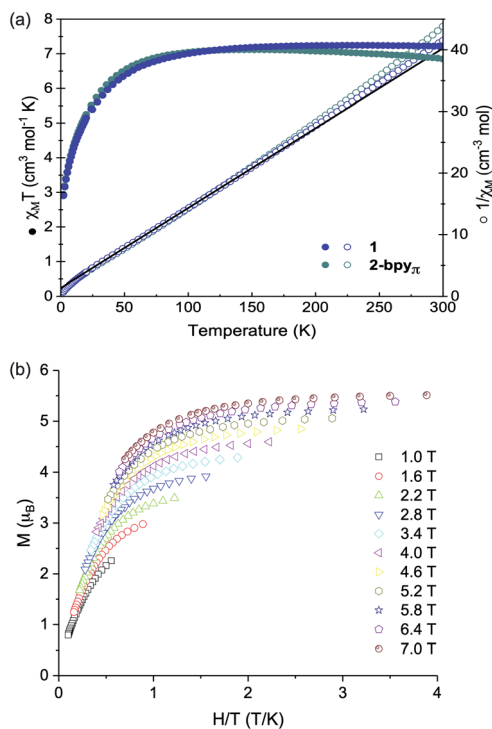 (a)
8
7
6
5
4
3
2
1
0
● χMT (cm³ mol⁻¹ K)
50
40
30
20
10
0
○ 1/χM (cm⁻³ mol)
1
2-bpyπ
0 50 100 150 200 250 300
Temperature (K)
(b)
7
6
5
4
3
2
1
0
M (μB)
1.0 T
1.6 T
2.2 T
2.8 T
3.4 T
4.0 T
4.6 T
5.2 T
5.8 T
6.4 T
7.0 T
0 1 2 3 4
H/T (T/K)